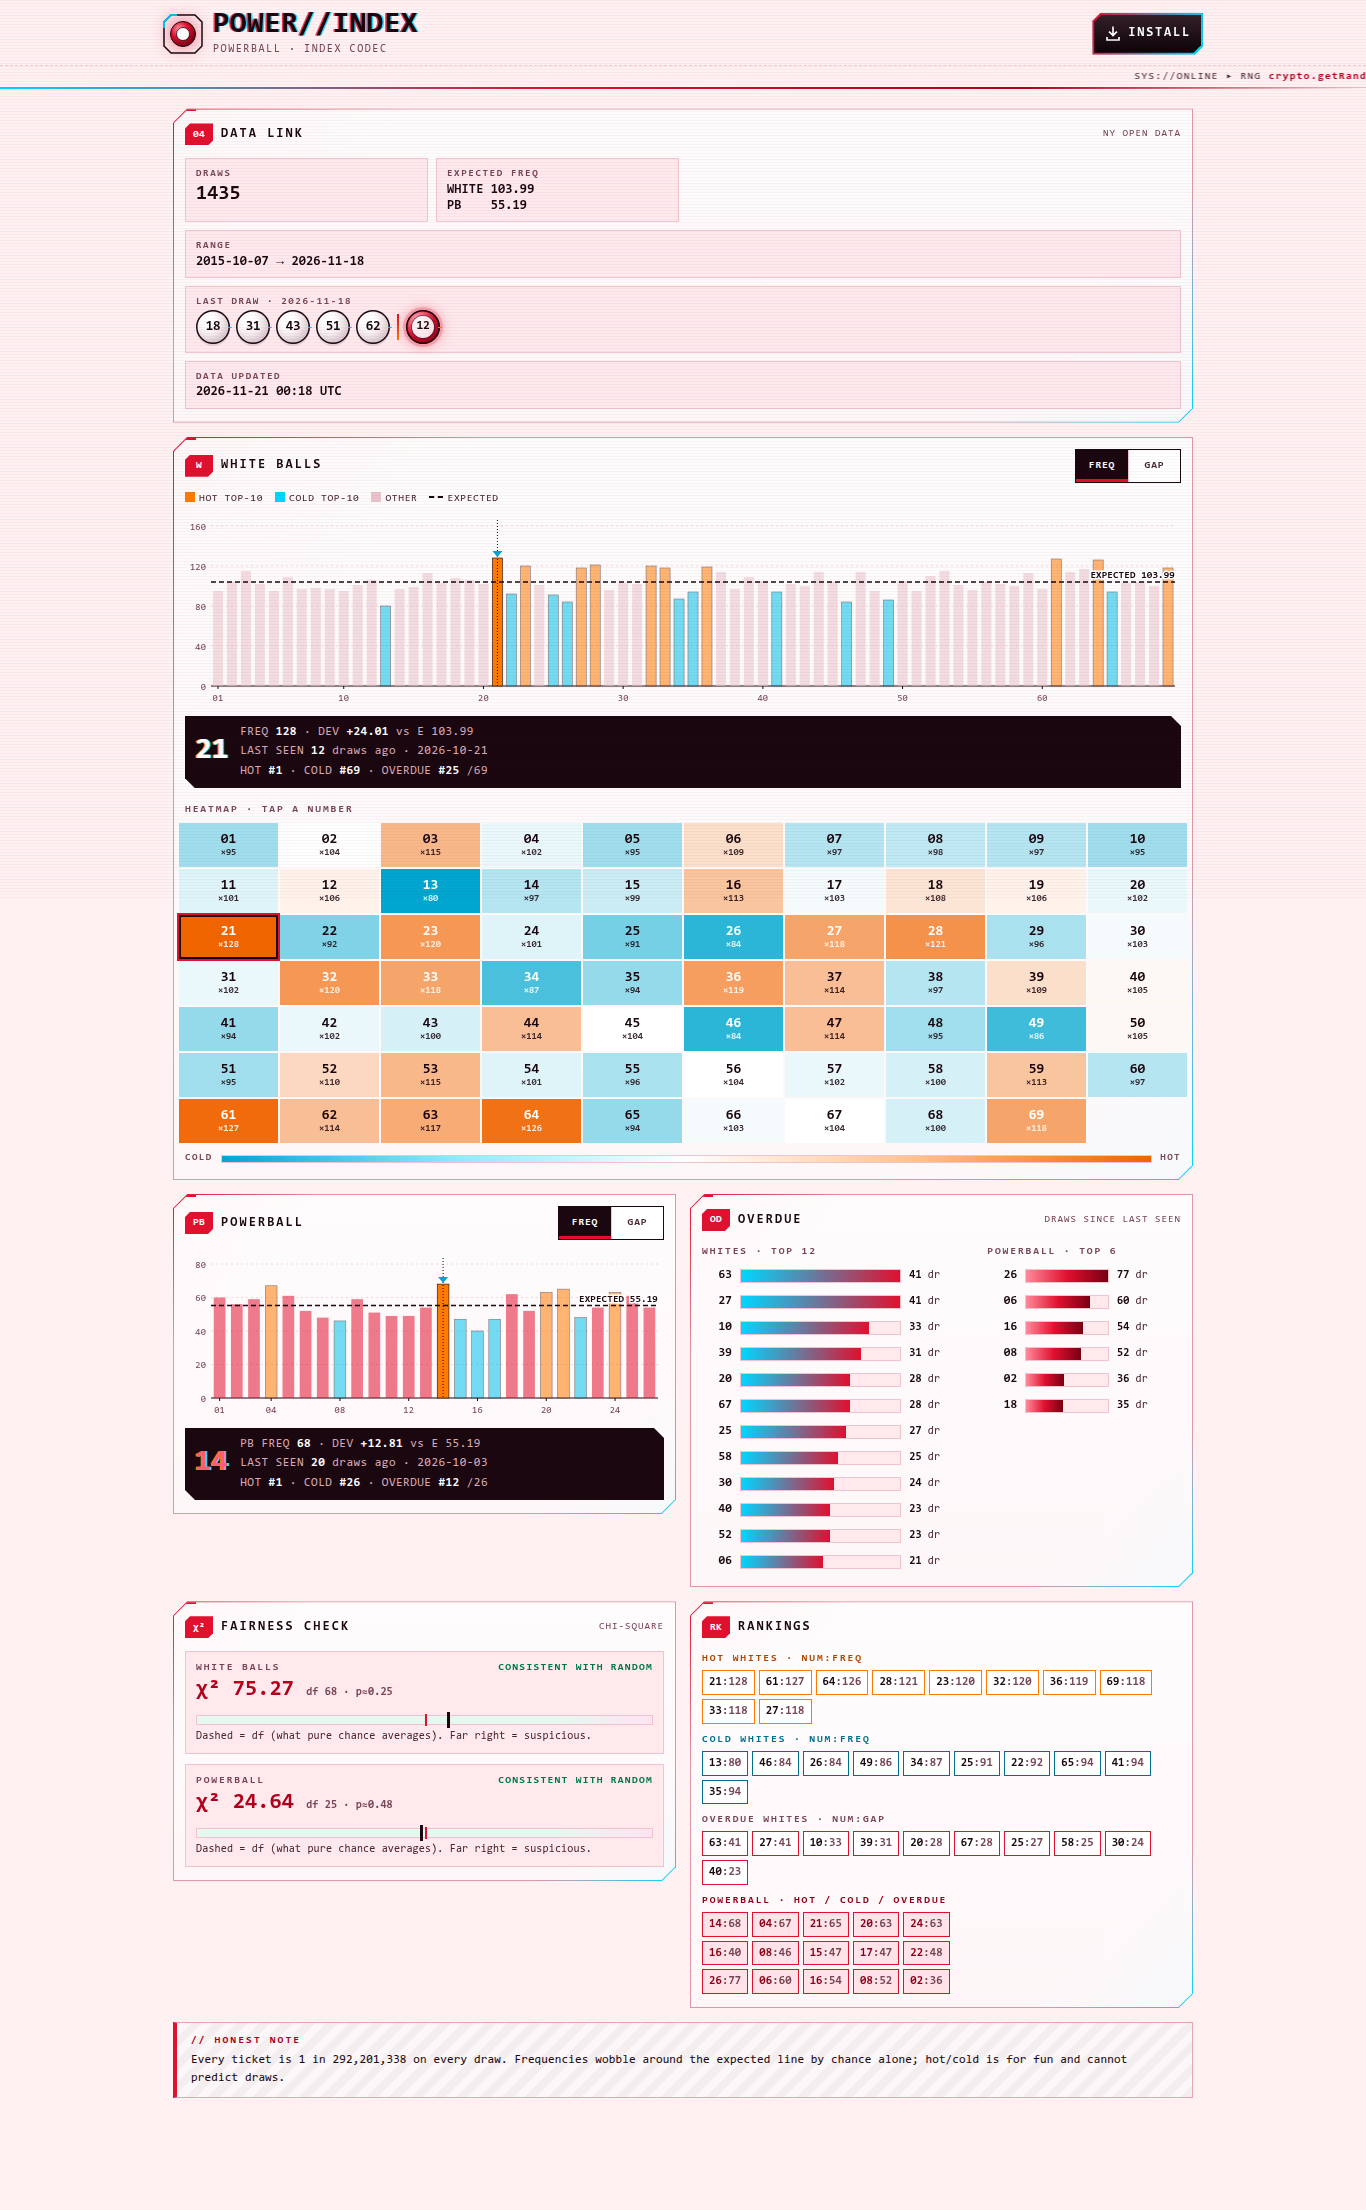 POWER//INDEX
POWERBALL · INDEX CODEC
INSTALL
SYS://ONLINE ▸ RNG crypto.getRand
04 DATA LINK NY OPEN DATA
DRAWS
1435
EXPECTED FREQ
WHITE 103.99
PB 55.19
RANGE
2015-10-07 → 2026-11-18
LAST DRAW · 2026-11-18
18 31 43 51 62 12
DATA UPDATED
2026-11-21 00:18 UTC
W WHITE BALLS FREQ GAP
HOT TOP-10 COLD TOP-10 OTHER EXPECTED
160
120
EXPECTED 103.99
80
40
0
01 10 20 30 40 50 60
21
FREQ 128 · DEV +24.01 vs E 103.99
LAST SEEN 12 draws ago · 2026-10-21
HOT #1 · COLD #69 · OVERDUE #25 /69
HEATMAP · TAP A NUMBER
01 02 03 04 05 06 07 08 09 10
×95 ×104 ×115 ×102 ×95 ×109 ×97 ×98 ×97 ×95
11 12 13 14 15 16 17 18 19 20
×101 ×106 ×80 ×97 ×99 ×113 ×103 ×108 ×106 ×102
21 22 23 24 25 26 27 28 29 30
×128 ×92 ×120 ×101 ×91 ×84 ×118 ×121 ×96 ×103
31 32 33 34 35 36 37 38 39 40
×102 ×120 ×118 ×87 ×94 ×119 ×114 ×97 ×109 ×105
41 42 43 44 45 46 47 48 49 50
×94 ×102 ×100 ×114 ×104 ×84 ×114 ×95 ×86 ×105
51 52 53 54 55 56 57 58 59 60
×95 ×110 ×115 ×101 ×96 ×104 ×102 ×100 ×113 ×97
61 62 63 64 65 66 67 68 69
×127 ×114 ×117 ×126 ×94 ×103 ×104 ×100 ×118
COLD HOT
PB POWERBALL FREQ GAP
80
60
EXPECTED 55.19
40
20
0
01 04 08 12 16 20 24
14
PB FREQ 68 · DEV +12.81 vs E 55.19
LAST SEEN 20 draws ago · 2026-10-03
HOT #1 · COLD #26 · OVERDUE #12 /26
OD OVERDUE DRAWS SINCE LAST SEEN
WHITES · TOP 12
63 41 dr
27 41 dr
10 33 dr
39 31 dr
20 28 dr
67 28 dr
25 27 dr
58 25 dr
30 24 dr
40 23 dr
52 23 dr
06 21 dr
POWERBALL · TOP 6
26 77 dr
06 60 dr
16 54 dr
08 52 dr
02 36 dr
18 35 dr
χ² FAIRNESS CHECK CHI-SQUARE
WHITE BALLS CONSISTENT WITH RANDOM
χ² 75.27 df 68 · p≈0.25
Dashed = df (what pure chance averages). Far right = suspicious.
POWERBALL CONSISTENT WITH RANDOM
χ² 24.64 df 25 · p≈0.48
Dashed = df (what pure chance averages). Far right = suspicious.
RK RANKINGS
HOT WHITES · NUM:FREQ
21:128 61:127 64:126 28:121 23:120 32:120 36:119 69:118
33:118 27:118
COLD WHITES · NUM:FREQ
13:80 46:84 26:84 49:86 34:87 25:91 22:92 65:94 41:94
35:94
OVERDUE WHITES · NUM:GAP
63:41 27:41 10:33 39:31 20:28 67:28 25:27 58:25 30:24
40:23
POWERBALL · HOT / COLD / OVERDUE
14:68 04:67 21:65 20:63 24:63
16:40 08:46 15:47 17:47 22:48
26:77 06:60 16:54 08:52 02:36
// HONEST NOTE
Every ticket is 1 in 292,201,338 on every draw. Frequencies wobble around the expected line by chance alone; hot/cold is for fun and cannot
predict draws.